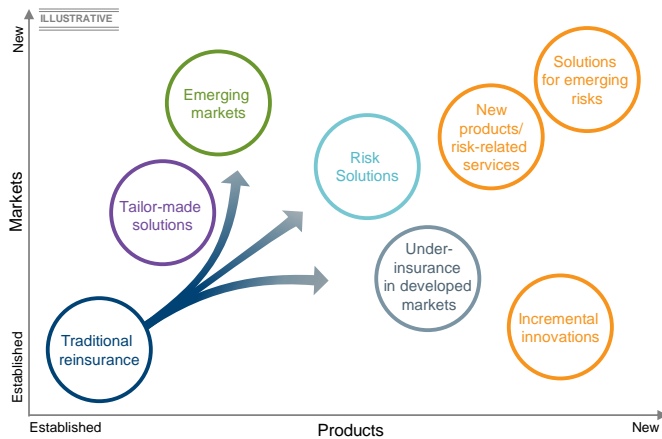 ILLUSTRATIVE
New
Markets
Established
Emerging
markets
Tailor-made
solutions
Traditional
reinsurance
Risk
Solutions
Under-
insurance
in developed
markets
New
products/
risk-related
services
Solutions
for emerging
risks
Incremental
innovations
Established
Products
New